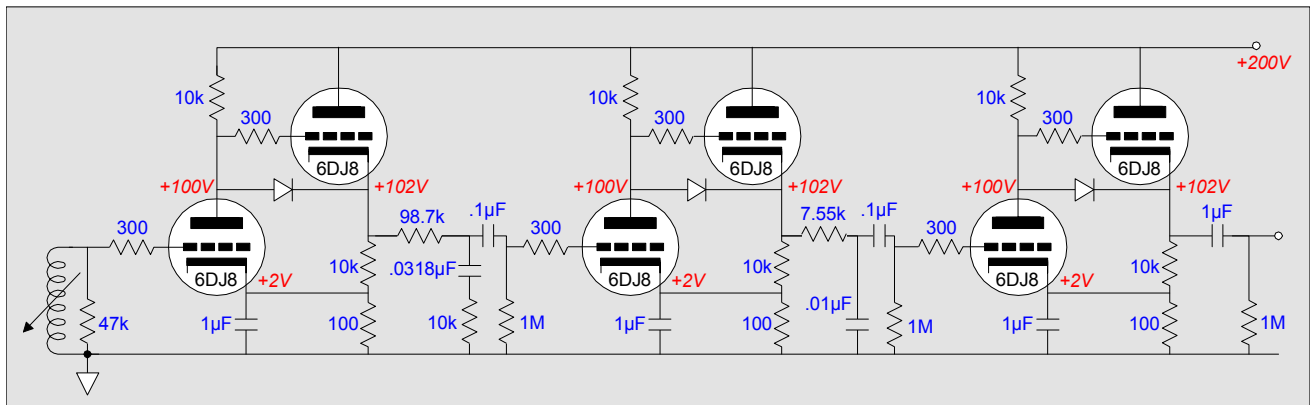 +200V
10k
300
6DJ8
+100V
+102V
300
6DJ8
+2V
47k
1µF
10k
100
98.7k
.0318µF
10k
.1µF
1M
10k
300
6DJ8
+100V
+102V
300
6DJ8
+2V
1µF
10k
100
7.55k
.01µF
.1µF
1M
10k
300
6DJ8
+100V
+102V
300
6DJ8
+2V
1µF
10k
100
1µF
1M